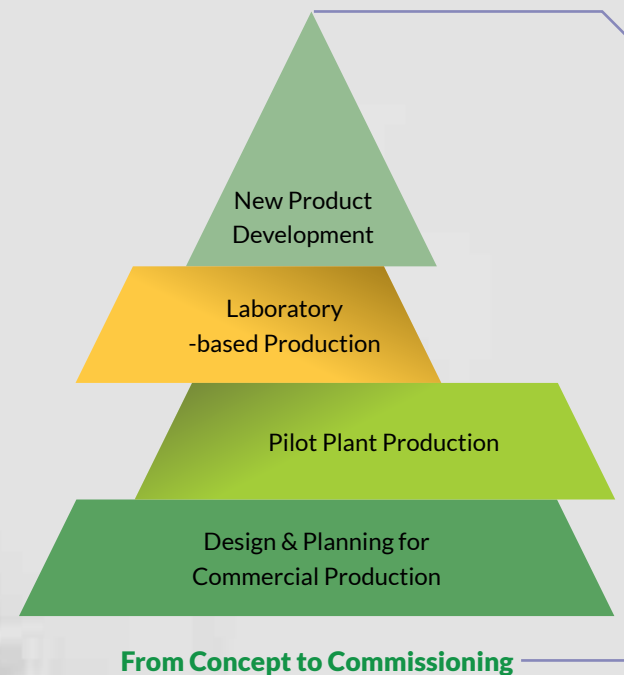 New Product
Development
Laboratory
-based Production
Pilot Plant Production
Design & Planning for
Commercial Production
From Concept to Commissioning